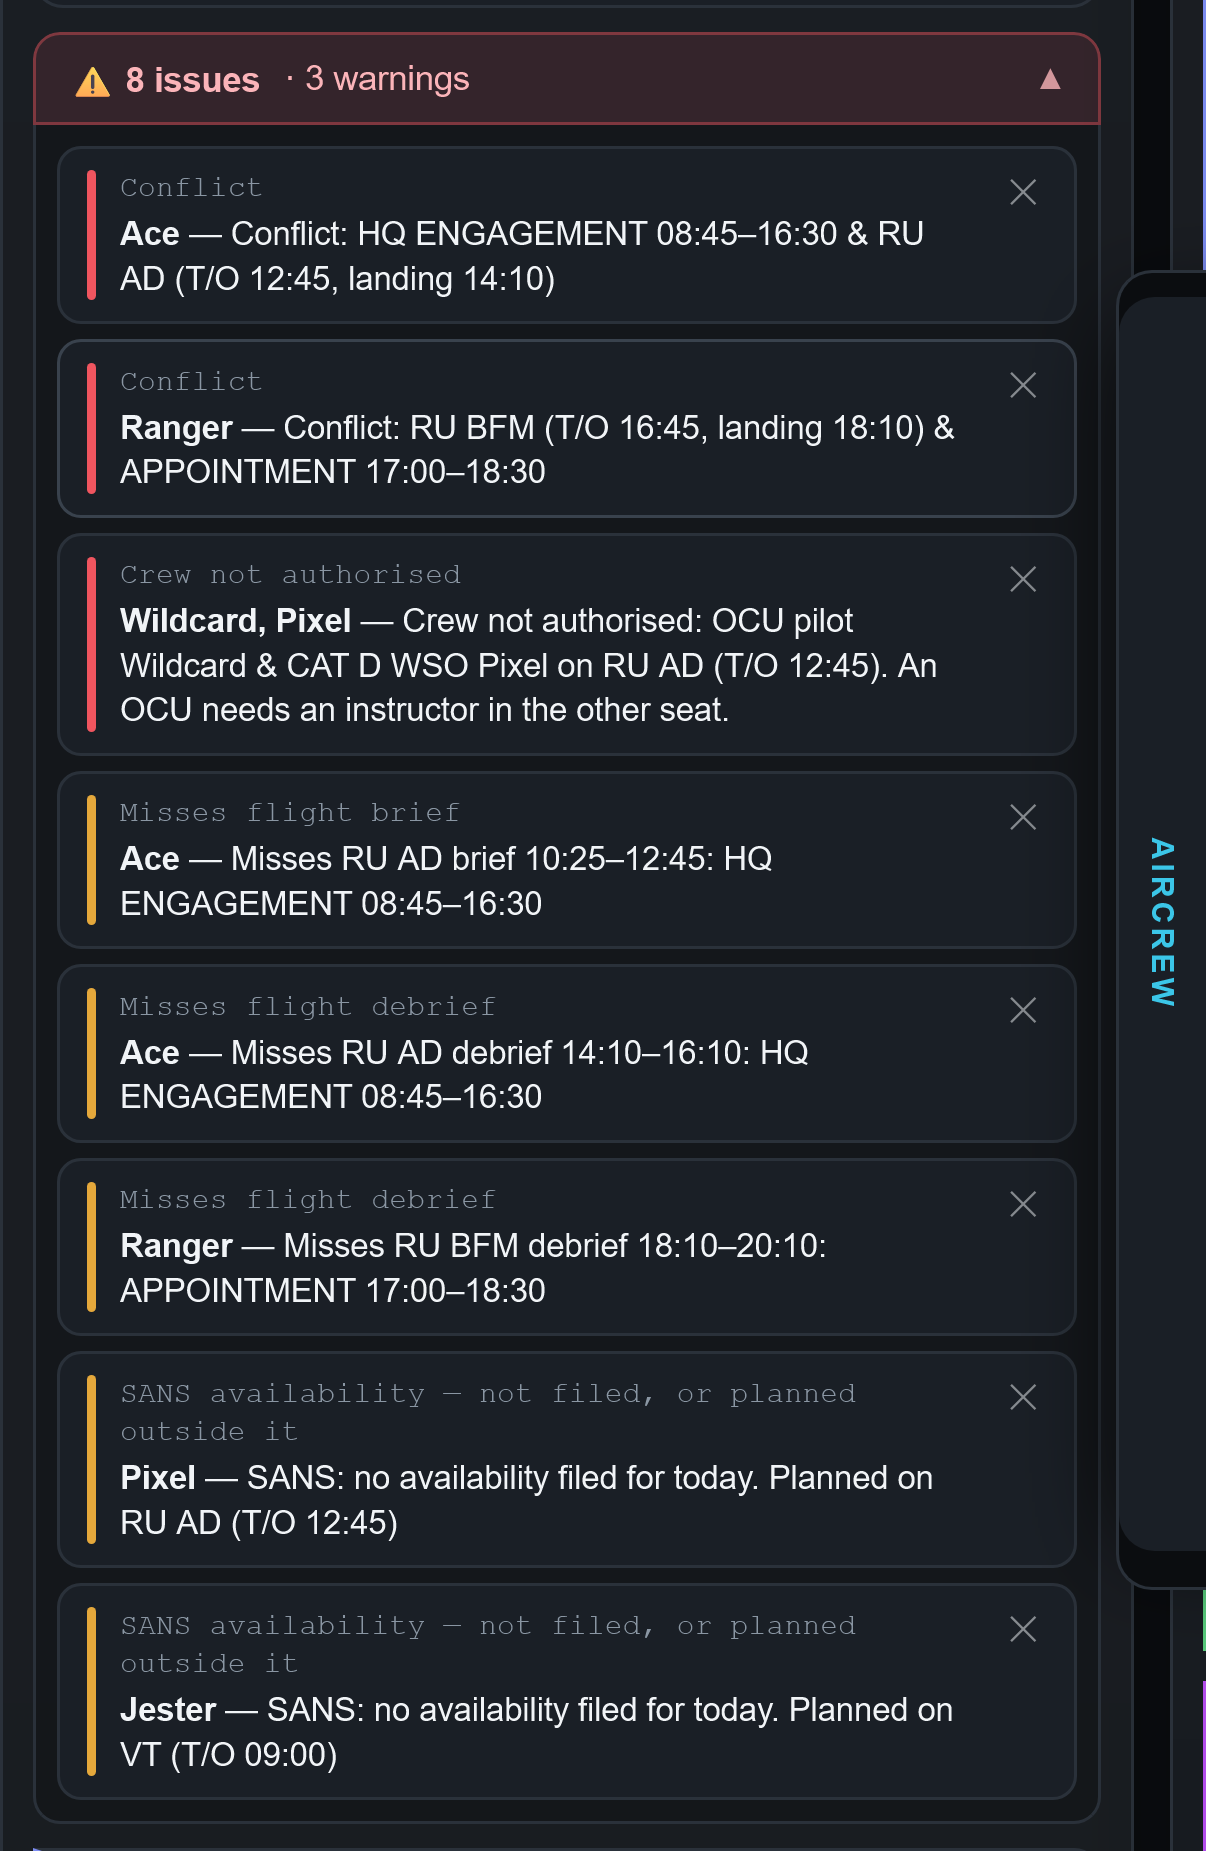 ⚠️ 8 issues · 3 warnings ▲
Conflict
Ace — Conflict: HQ ENGAGEMENT 08:45–16:30 & RU
AD (T/O 12:45, landing 14:10)
Conflict
Ranger — Conflict: RU BFM (T/O 16:45, landing 18:10) &
APPOINTMENT 17:00–18:30
Crew not authorised
Wildcard, Pixel — Crew not authorised: OCU pilot
Wildcard & CAT D WSO Pixel on RU AD (T/O 12:45). An
OCU needs an instructor in the other seat.
Misses flight brief
Ace — Misses RU AD brief 10:25–12:45: HQ
ENGAGEMENT 08:45–16:30
Misses flight debrief
Ace — Misses RU AD debrief 14:10–16:10: HQ
ENGAGEMENT 08:45–16:30
Misses flight debrief
Ranger — Misses RU BFM debrief 18:10–20:10:
APPOINTMENT 17:00–18:30
SANS availability — not filed, or planned
outside it
Pixel — SANS: no availability filed for today. Planned on
RU AD (T/O 12:45)
SANS availability — not filed, or planned
outside it
Jester — SANS: no availability filed for today. Planned on
VT (T/O 09:00)
AIRCREW